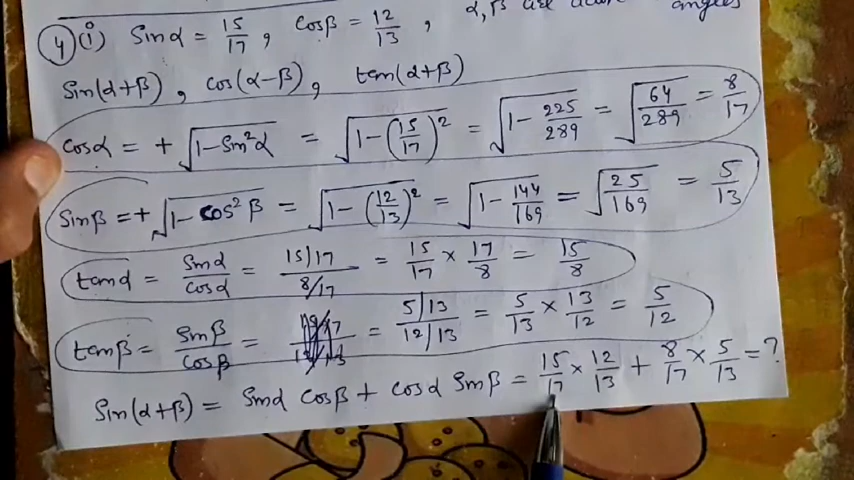 4 (i) Sinα = 15/17, cosβ = 12/13, α, β are acute angles
Sin(α+β), cos(α-β), tan(α+β)
cosα = + √(1-Sin²α) = √(1-(15/17)²) = √(1-225/289) = √(64/289) = 8/17
Sinβ = + √(1-cos²β) = √(1-(12/13)²) = √(1-144/169) = √(25/169) = 5/13
tanα = Sinα/cosα = (15/17)/(8/17) = 15/17 × 17/8 = 15/8
tanβ = Sinβ/cosβ = (5/13)/(12/13) = 5/13 × 13/12 = 5/12
Sin(α+β) = Sinα cosβ + cosα Sinβ = 15/17 × 12/13 + 8/17 × 5/13 = ?